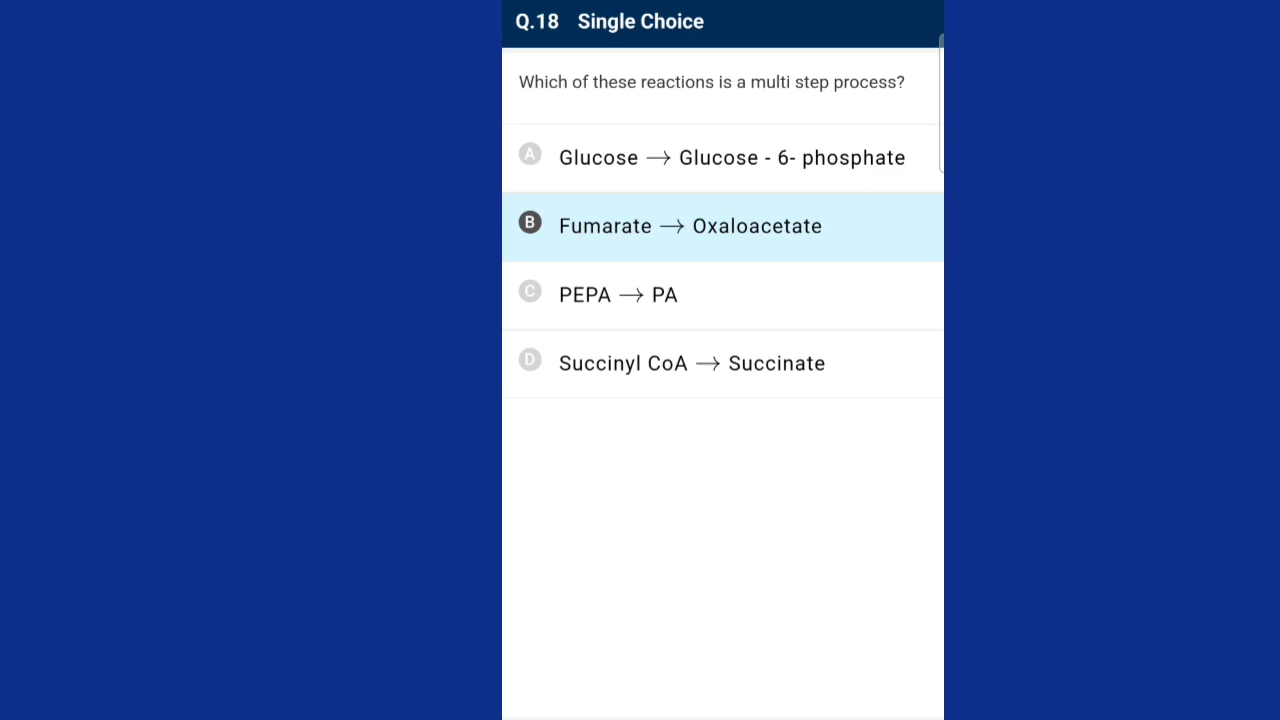 Q.18 Single Choice
Which of these reactions is a multi step process?
A Glucose → Glucose - 6- phosphate
B Fumarate → Oxaloacetate
C PEPA → PA
D Succinyl CoA → Succinate